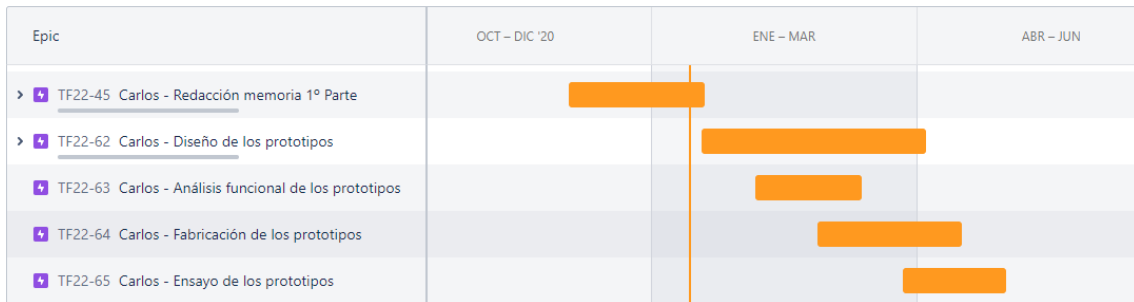 Epic
OCT – DIC '20
ENE – MAR
ABR – JUN
TF22-45 Carlos - Redacción memoria 1º Parte
TF22-62 Carlos - Diseño de los prototipos
TF22-63 Carlos - Análisis funcional de los prototipos
TF22-64 Carlos - Fabricación de los prototipos
TF22-65 Carlos - Ensayo de los prototipos